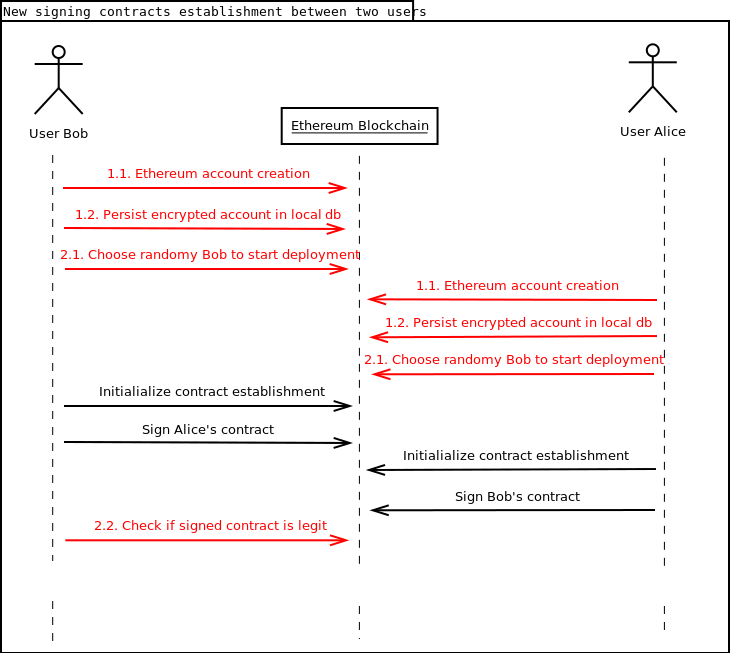 New signing contracts establishment between two users
User Bob
Ethereum Blockchain
User Alice
1.1. Ethereum account creation
1.2. Persist encrypted account in local db
2.1. Choose randomy Bob to start deployment
1.1. Ethereum account creation
1.2. Persist encrypted account in local db
2.1. Choose randomy Bob to start deployment
Initialialize contract establishment
Sign Alice's contract
Initialialize contract establishment
Sign Bob's contract
2.2. Check if signed contract is legit